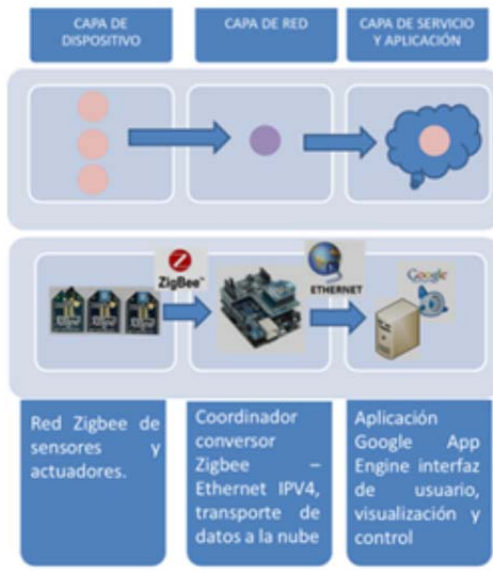 CAPA DE
DISPOSITIVO
CAPA DE RED
CAPA DE SERVICIO
Y APLICACIÓN
ZigBee™
ETHERNET
Google
Red Zigbee de
sensores y
actuadores.
Coordinador
conversor
Zigbee –
Ethernet IPV4,
transporte de
datos a la nube
Aplicación
Google App
Engine interfaz
de usuario,
visualización y
control